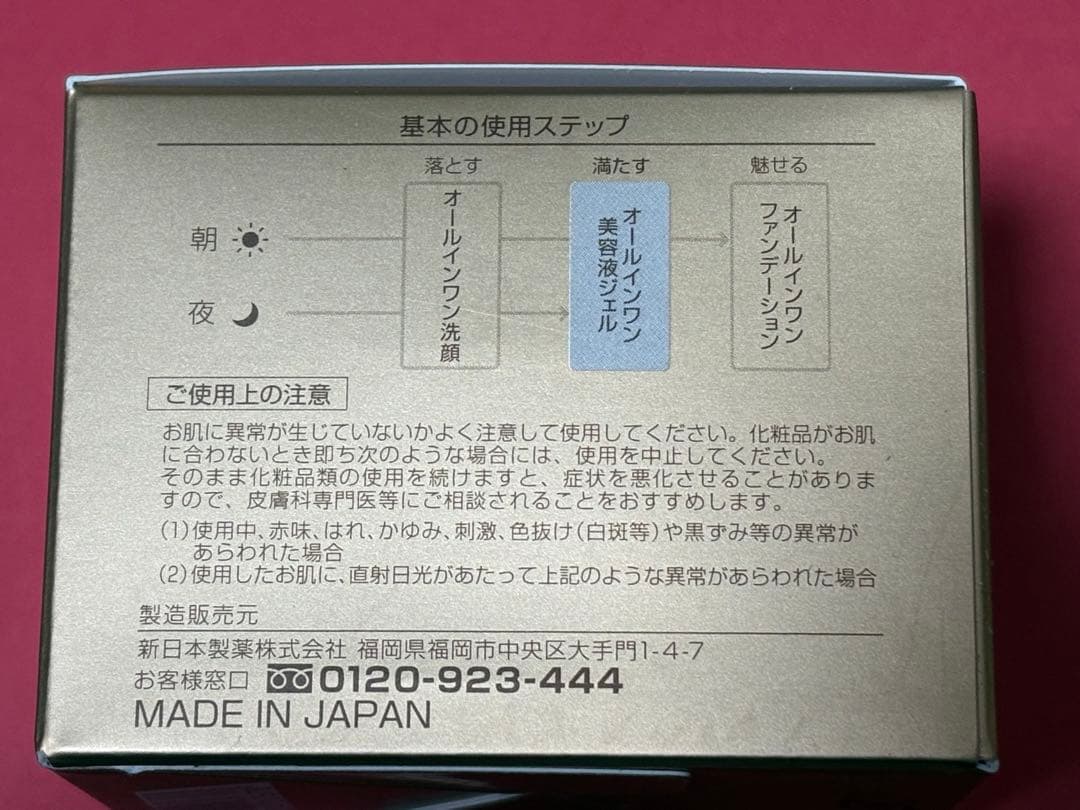 基本の使用ステップ
落とす 満たす 魅せる
朝
夜
オールインワン洗顔
オールインワン
美容液ジェル
オールインワン
ファンデーション
ご使用上の注意
お肌に異常が生じていないかよく注意して使用してください。化粧品がお肌
に合わないとき即ち次のような場合には、使用を中止してください。
そのまま化粧品類の使用を続けますと、症状を悪化させることがありま
すので、皮膚科専門医等にご相談されることをおすすめします。
(1)使用中、赤味、はれ、かゆみ、刺激、色抜け(白斑等)や黒ずみ等の異常が
あらわれた場合
(2)使用したお肌に、直射日光があたって上記のような異常があらわれた場合
製造販売元
新日本製薬株式会社 福岡県福岡市中央区大手門1-4-7
お客様窓口 0120-923-444
MADE IN JAPAN